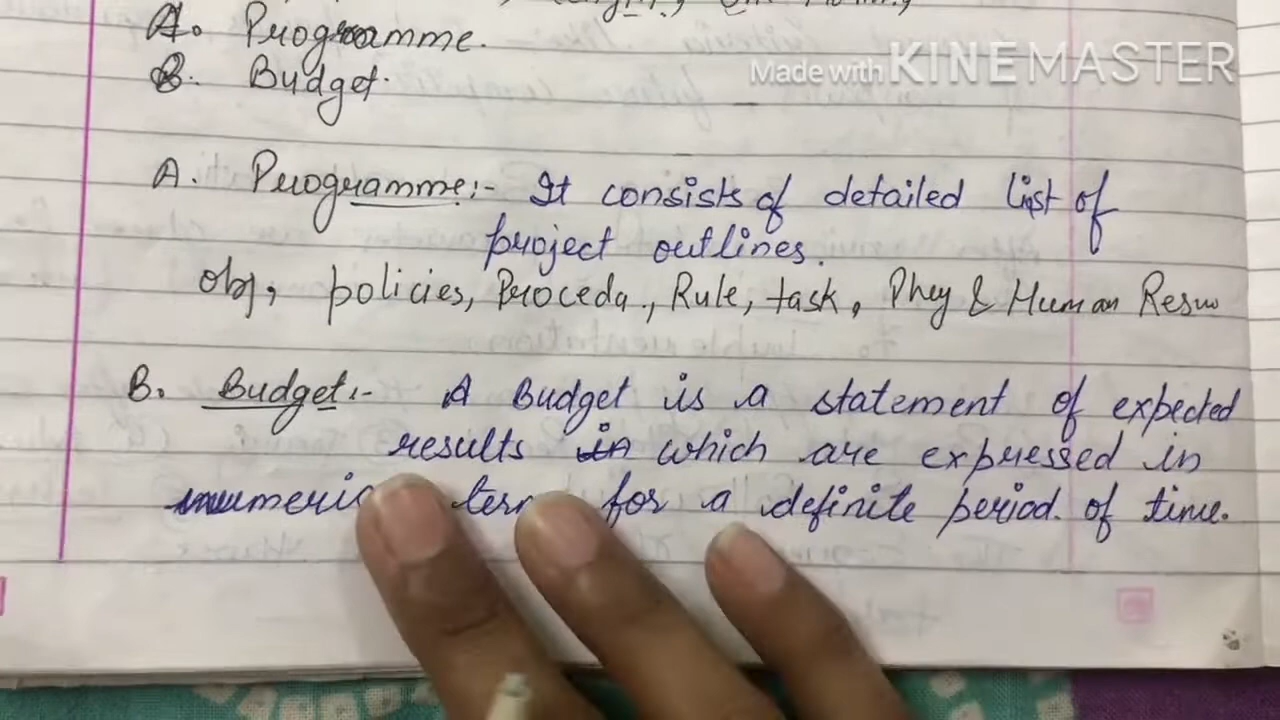 A. Programme.
B. Budget.
Made with KINEMASTER
A. Programme:- It consists of detailed list of
project outlines.
Obj, policies, Proceda., Rule, task, Phy & Human Resu
B. Budget:- A Budget is a statement of expected
results which are expressed in
for a definite period of time.